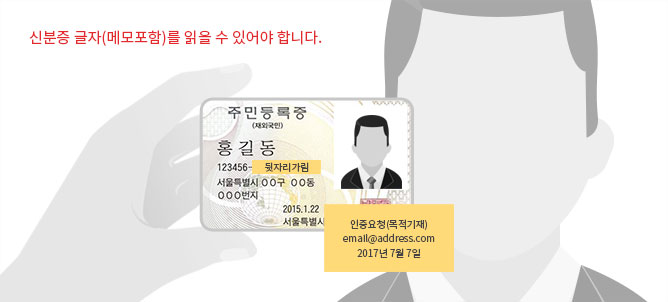 신분증 글자(메모포함)를 읽을 수 있어야 합니다.
주민등록증
(재외국민)
홍길동
123456- 뒷자리가림
서울특별시 OO구 OO동
OOO번지
2015.1.22
서울특별시
인증요청(목적기재)
email@address.com
2017년 7월 7일